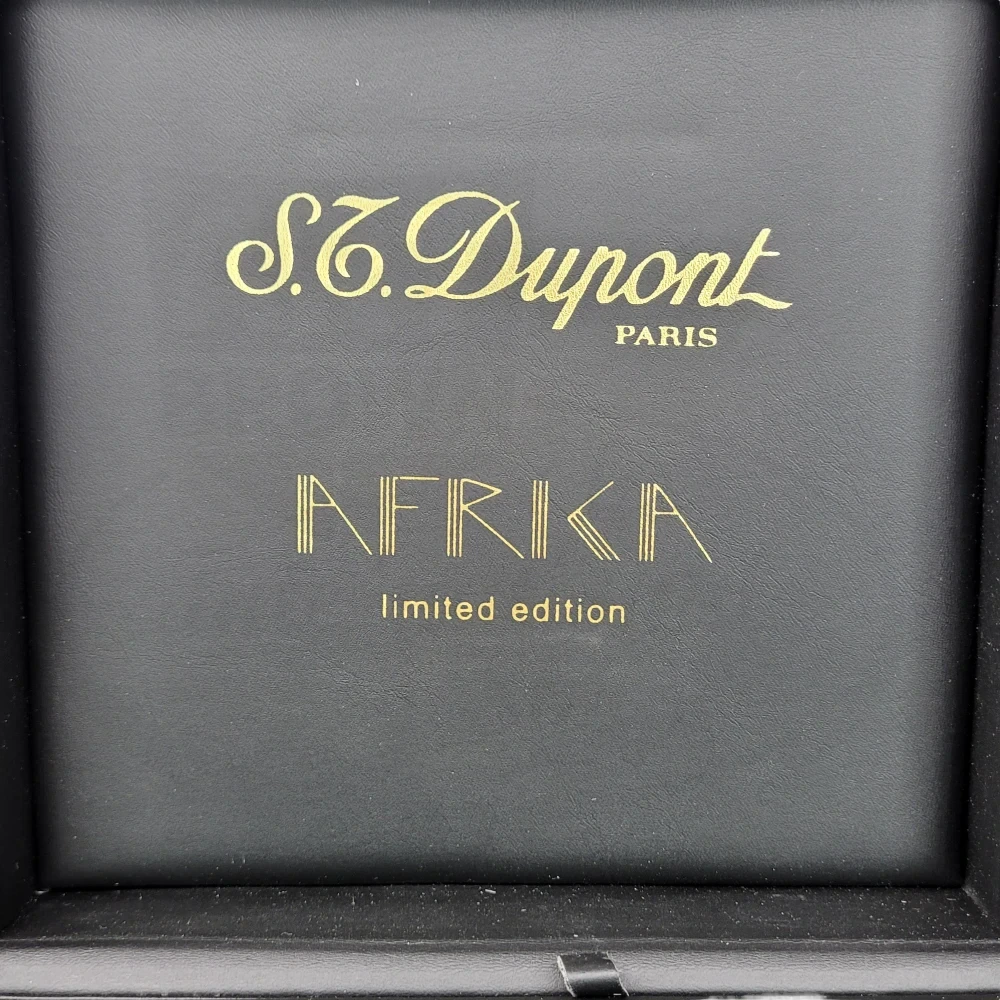 S.T. Dupont
PARIS
AFRIKA
limited edition